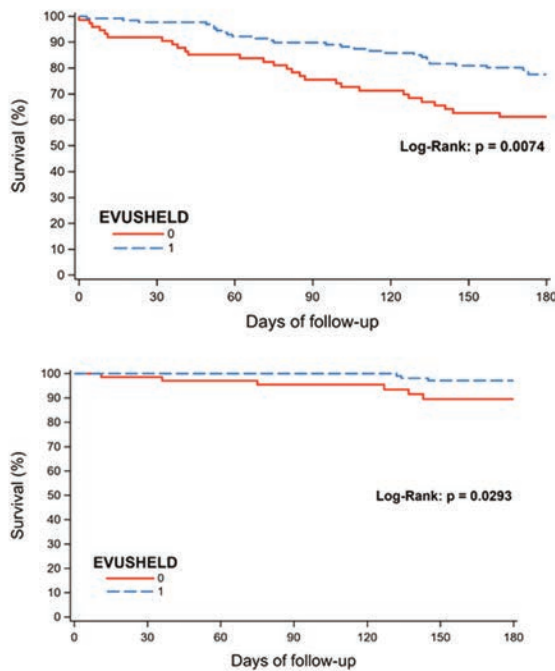 100
90
80
70
60
50
40
30
20
10
0
Survival (%)
Log-Rank: p = 0.0074
EVUSHELD
0
1
0 30 60 90 120 150 180
Days of follow-up
100
90
80
70
60
50
40
30
20
10
0
Survival (%)
Log-Rank: p = 0.0293
EVUSHELD
0
1
0 30 60 90 120 150 180
Days of follow-up